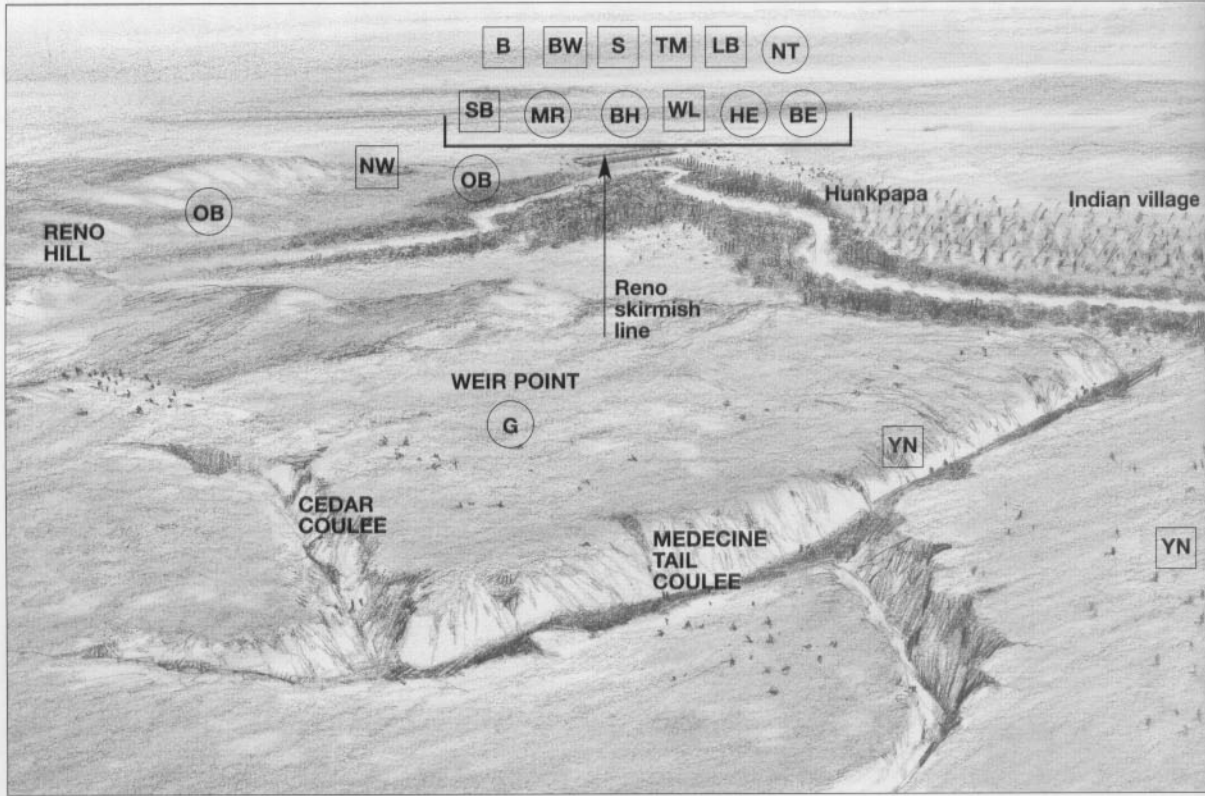 B BW S TM LB NT
SB MR BH WL HE BE
NW
OB
OB
Hunkpapa
Indian village
RENO
HILL
Reno
skirmish
line
WEIR POINT
G
YN
CEDAR
COULEE
MEDECINE
TAIL
COULEE
YN